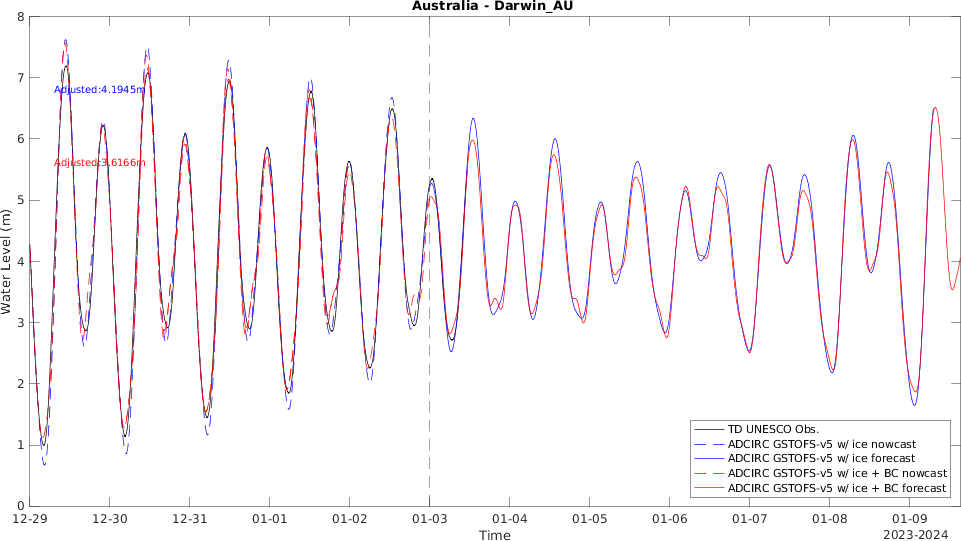 Australia - Darwin_AU
8
7
Adjusted:4.1945m
6
Adjusted:3.6166m
5
4
3
2
1
0
Water Level (m)
TD UNESCO Obs.
ADCIRC GSTOFS-v5 w/ ice nowcast
ADCIRC GSTOFS-v5 w/ ice forecast
ADCIRC GSTOFS-v5 w/ ice + BC nowcast
ADCIRC GSTOFS-v5 w/ ice + BC forecast
12-29 12-30 12-31 01-01 01-02 01-03 01-04 01-05 01-06 01-07 01-08 01-09
Time
2023-2024